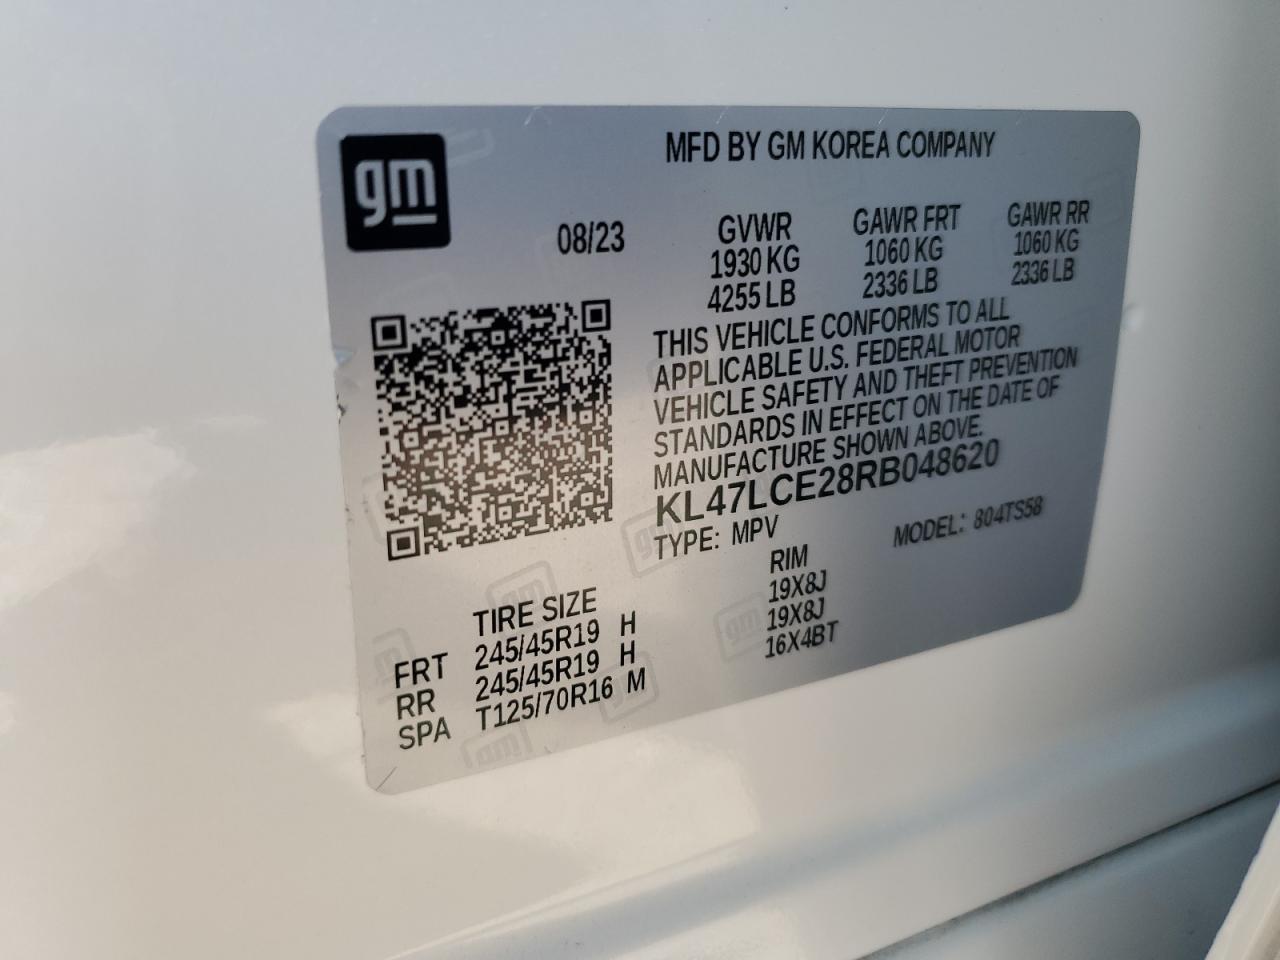 gm
MFD BY GM KOREA COMPANY
08/23
GVWR GAWR FRT GAWR RR
1930 KG 1060 KG 1060 KG
4255 LB 2336 LB 2336 LB
THIS VEHICLE CONFORMS TO ALL
APPLICABLE U.S. FEDERAL MOTOR
VEHICLE SAFETY AND THEFT PREVENTION
STANDARDS IN EFFECT ON THE DATE OF
MANUFACTURE SHOWN ABOVE.
KL47LCE28RB048620
TYPE: MPV MODEL: 804TS58
TIRE SIZE RIM
FRT 245/45R19 H 19X8J
RR 245/45R19 H 19X8J
SPA T125/70R16 M 16X4BT